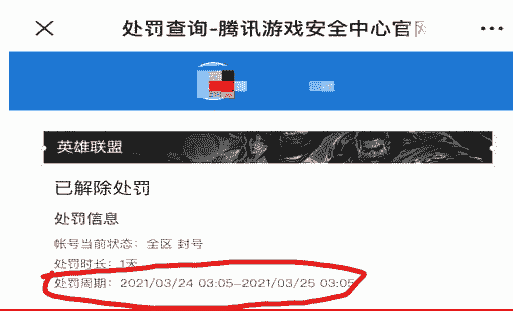 处罚查询-腾讯游戏安全中心官
英雄联盟
已解除处罚
处罚信息
帐号当前状态：全区 封号
处罚时长：1天
处罚周期：2021/03/24 03:05-2021/03/25 03:05